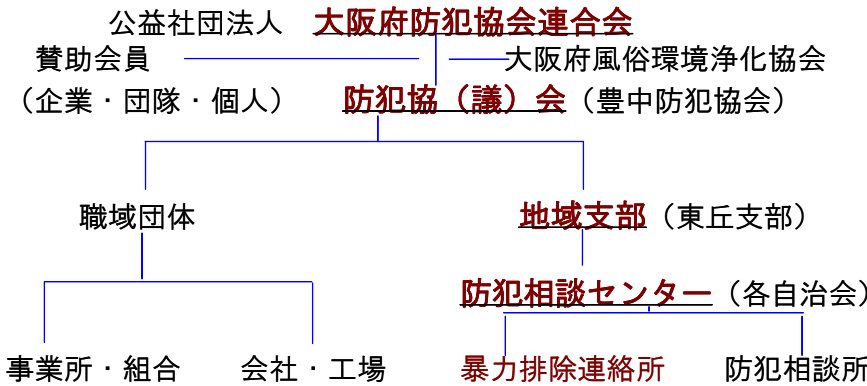 公益社団法人 大阪府防犯協会連合会
賛助会員 大阪府風俗環境浄化協会
（企業・団隊・個人） 防犯協（議）会（豊中防犯協会）
職域団体 地域支部（東丘支部）
防犯相談センター（各自治会）
事業所・組合 会社・工場 暴力排除連絡所 防犯相談所